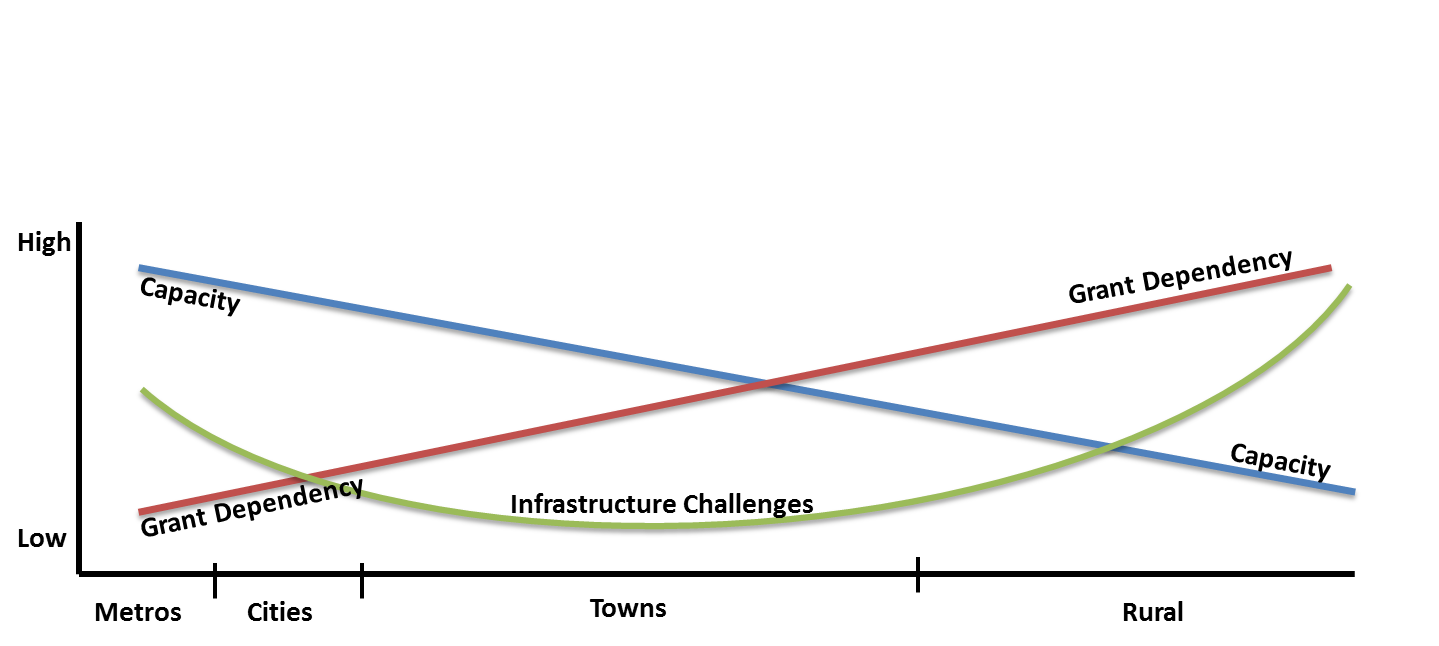 High
Grant Dependency
Capacity
Capacity
Grant Dependency
Infrastructure Challenges
Low
Metros
Cities
Towns
Rural